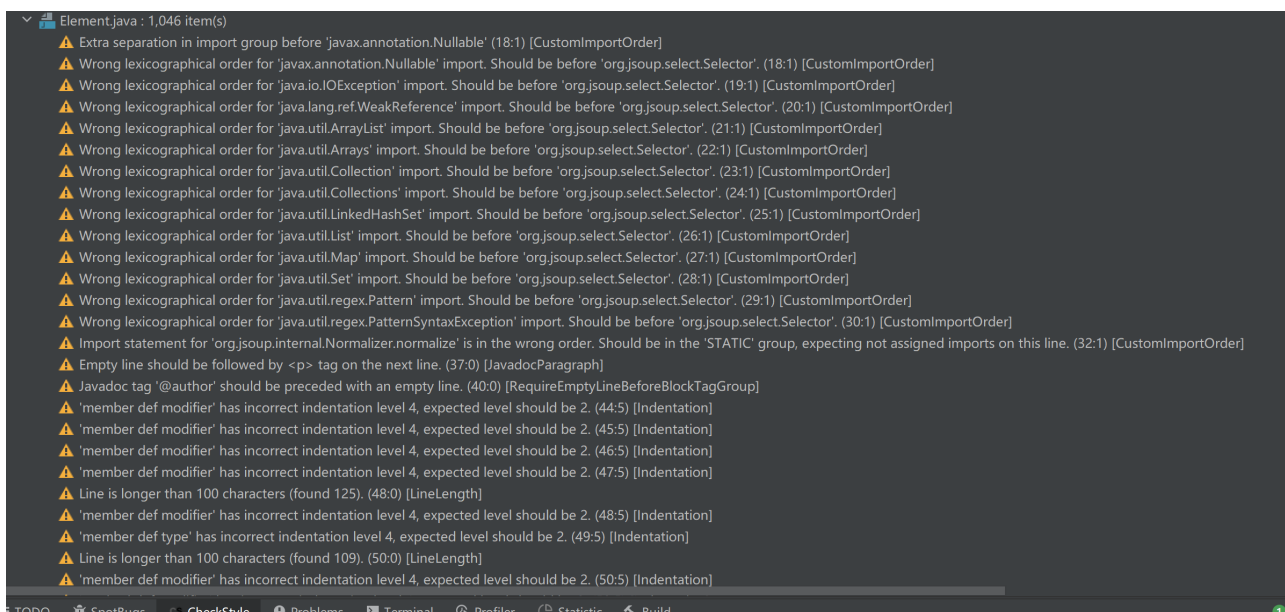 Element.java : 1,046 item(s)
Extra separation in import group before 'javax.annotation.Nullable' (18:1) [CustomImportOrder]
Wrong lexicographical order for 'javax.annotation.Nullable' import. Should be before 'org.jsoup.select.Selector'. (18:1) [CustomImportOrder]
Wrong lexicographical order for 'java.io.IOException' import. Should be before 'org.jsoup.select.Selector'. (19:1) [CustomImportOrder]
Wrong lexicographical order for 'java.lang.ref.WeakReference' import. Should be before 'org.jsoup.select.Selector'. (20:1) [CustomImportOrder]
Wrong lexicographical order for 'java.util.ArrayList' import. Should be before 'org.jsoup.select.Selector'. (21:1) [CustomImportOrder]
Wrong lexicographical order for 'java.util.Arrays' import. Should be before 'org.jsoup.select.Selector'. (22:1) [CustomImportOrder]
Wrong lexicographical order for 'java.util.Collection' import. Should be before 'org.jsoup.select.Selector'. (23:1) [CustomImportOrder]
Wrong lexicographical order for 'java.util.Collections' import. Should be before 'org.jsoup.select.Selector'. (24:1) [CustomImportOrder]
Wrong lexicographical order for 'java.util.LinkedHashSet' import. Should be before 'org.jsoup.select.Selector'. (25:1) [CustomImportOrder]
Wrong lexicographical order for 'java.util.List' import. Should be before 'org.jsoup.select.Selector'. (26:1) [CustomImportOrder]
Wrong lexicographical order for 'java.util.Map' import. Should be before 'org.jsoup.select.Selector'. (27:1) [CustomImportOrder]
Wrong lexicographical order for 'java.util.Set' import. Should be before 'org.jsoup.select.Selector'. (28:1) [CustomImportOrder]
Wrong lexicographical order for 'java.util.regex.Pattern' import. Should be before 'org.jsoup.select.Selector'. (29:1) [CustomImportOrder]
Wrong lexicographical order for 'java.util.regex.PatternSyntaxException' import. Should be before 'org.jsoup.select.Selector'. (30:1) [CustomImportOrder]
Import statement for 'org.jsoup.internal.Normalizer.normalize' is in the wrong order. Should be in the 'STATIC' group, expecting not assigned imports on this line. (32:1) [CustomImportOrder]
Empty line should be followed by <p> tag on the next line. (37:0) [JavadocParagraph]
Javadoc tag '@author' should be preceded with an empty line. (40:0) [RequireEmptyLineBeforeBlockTagGroup]
'member def modifier' has incorrect indentation level 4, expected level should be 2. (44:5) [Indentation]
'member def modifier' has incorrect indentation level 4, expected level should be 2. (45:5) [Indentation]
'member def modifier' has incorrect indentation level 4, expected level should be 2. (46:5) [Indentation]
'member def modifier' has incorrect indentation level 4, expected level should be 2. (47:5) [Indentation]
Line is longer than 100 characters (found 125). (48:0) [LineLength]
'member def modifier' has incorrect indentation level 4, expected level should be 2. (48:5) [Indentation]
'member def type' has incorrect indentation level 4, expected level should be 2. (49:5) [Indentation]
Line is longer than 100 characters (found 109). (50:0) [LineLength]
'member def modifier' has incorrect indentation level 4, expected level should be 2. (50:5) [Indentation]
TODO SpotBugs CheckStyle Problems Terminal Profiler Statistic Build 1